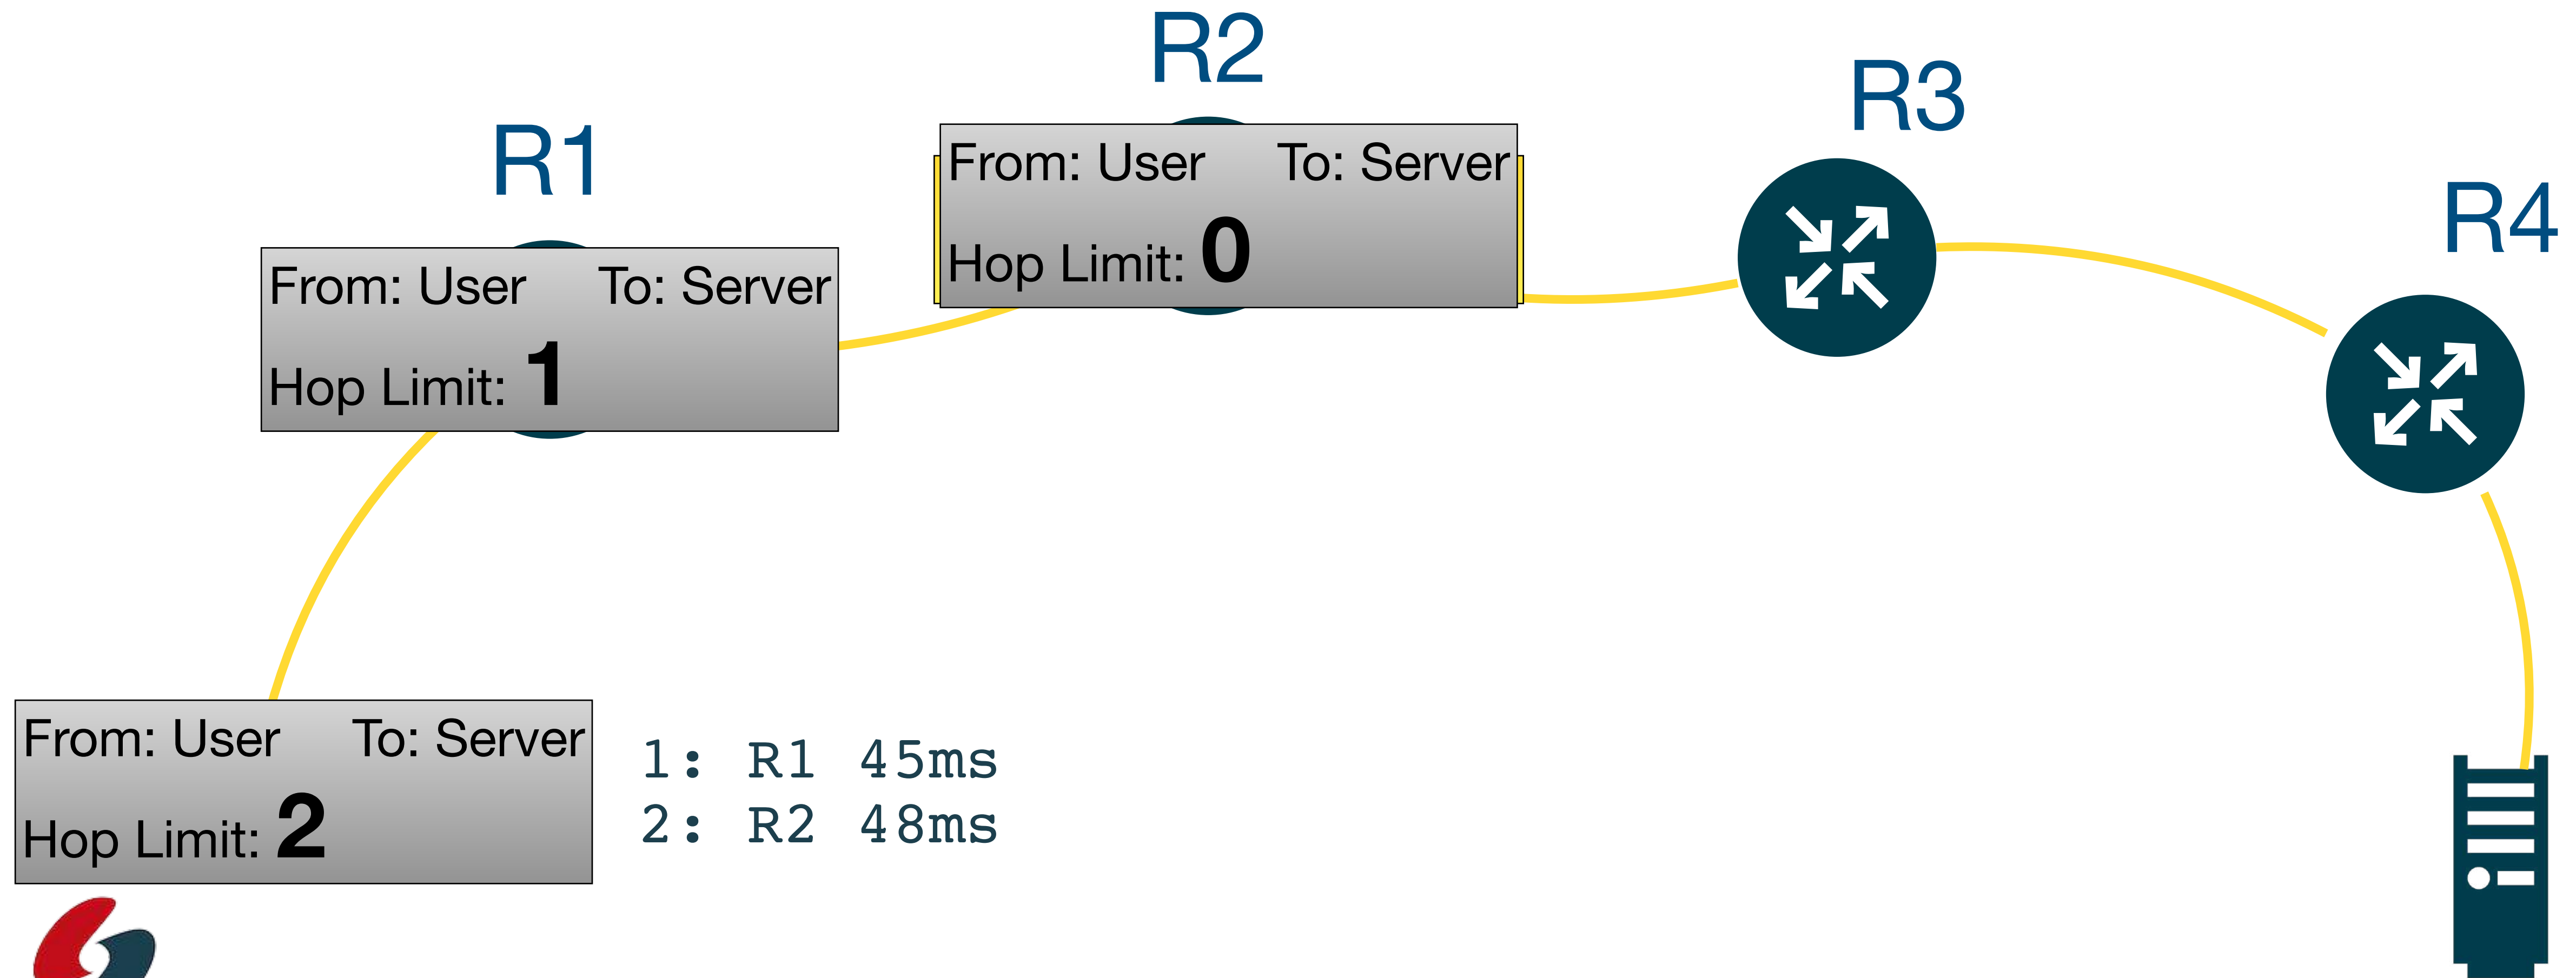 R2
R3
R1
R4
From: User To: Server
Hop Limit: 0
From: User To: Server
Hop Limit: 1
From: User To: Server
Hop Limit: 2
1: R1 45ms
2: R2 48ms